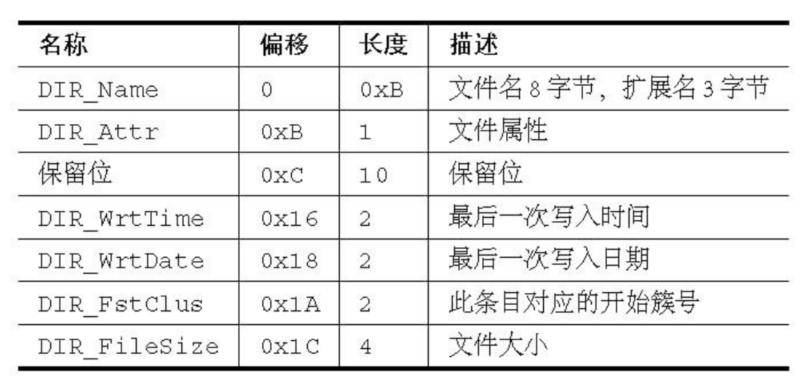 名称 偏移 长度 描述
DIR_Name 0 0xB 文件名8字节，扩展名3字节
DIR_Attr 0xB 1 文件属性
保留位 0xC 10 保留位
DIR_WrtTime 0x16 2 最后一次写入时间
DIR_WrtDate 0x18 2 最后一次写入日期
DIR_FstClus 0x1A 2 此条目对应的开始簇号
DIR_FileSize 0x1C 4 文件大小